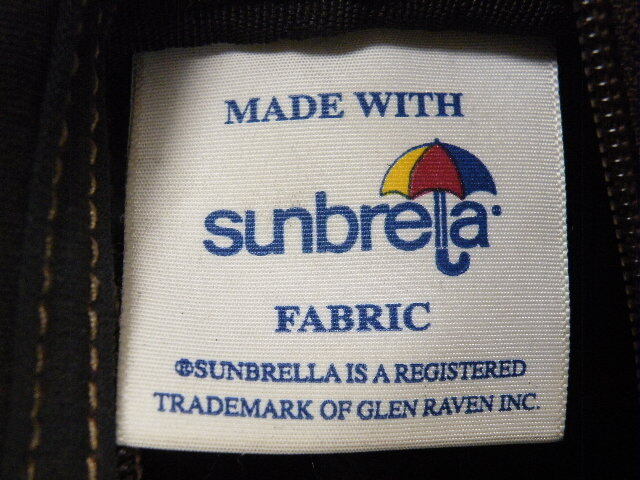 MADE WITH
sunbrella®
FABRIC
®SUNBRELLA IS A REGISTERED
TRADEMARK OF GLEN RAVEN INC.